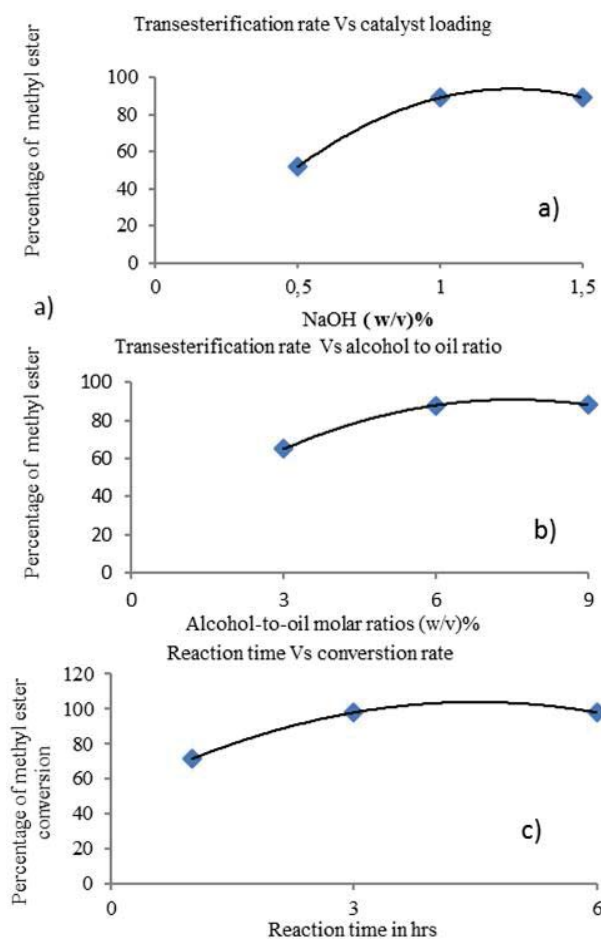 Transesterification rate Vs catalyst loading
a)
Percentage of methyl ester
100
80
60
40
20
0
0 0,5 1 1,5
a)
NaOH ( w/v)%
a)
Transesterification rate Vs alcohol to oil ratio
Percentage of methyl ester
100
80
60
40
20
0
0 3 6 9
b)
Alcohol-to-oil molar ratios (w/v)%
Reaction time Vs converstion rate
Percentage of methyl ester
conversion
120
100
80
60
40
20
0
0 3 6
c)
Reaction time in hrs